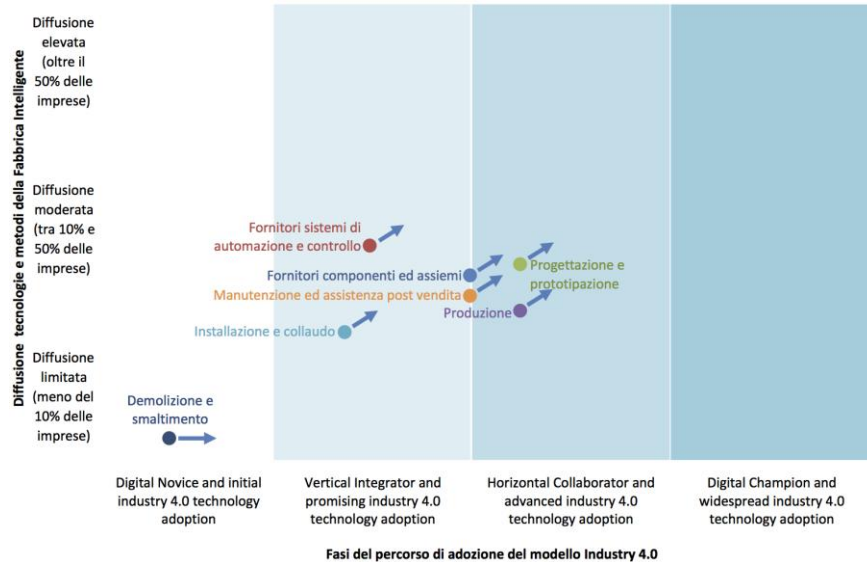 Diffusione tecnologie e metodi della Fabbrica Intelligente
Diffusione
elevata
(oltre il
50% delle
imprese)
Diffusione
moderata
(tra 10% e
50% delle
imprese)
Diffusione
limitata
(meno del
10% delle
imprese)
Fornitori sistemi di
automazione e controllo
Fornitori componenti ed assiemi
Manutenzione ed assistenza post vendita
Progettazione e
prototipazione
Produzione
Installazione e collaudo
Demolizione e
smaltimento
Digital Novice and initial
industry 4.0 technology
adoption
Vertical Integrator and
promising industry 4.0
technology adoption
Horizontal Collaborator and
advanced industry 4.0
technology adoption
Digital Champion and
widespread industry 4.0
technology adoption
Fasi del percorso di adozione del modello Industry 4.0